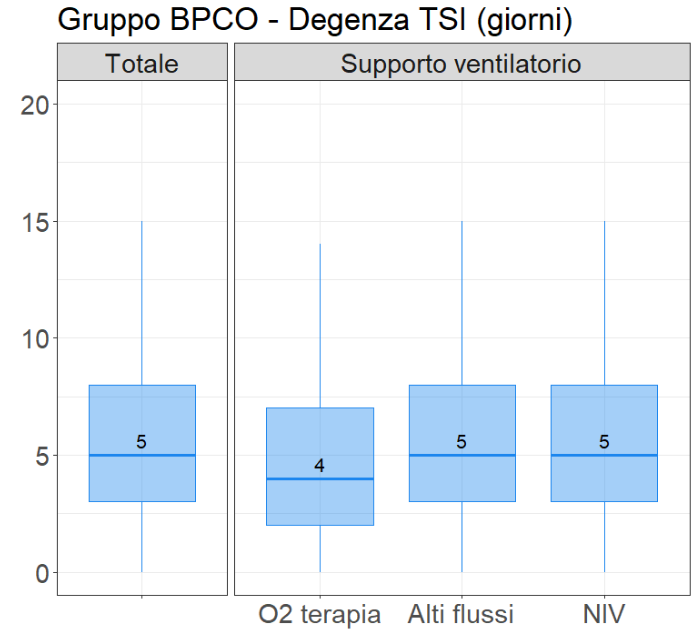 Gruppo BPCO - Degenza TSI (giorni)
Totale
Supporto ventilatorio
20
15
10
5
0
5
4
5
5
O2 terapia
Alti flussi
NIV